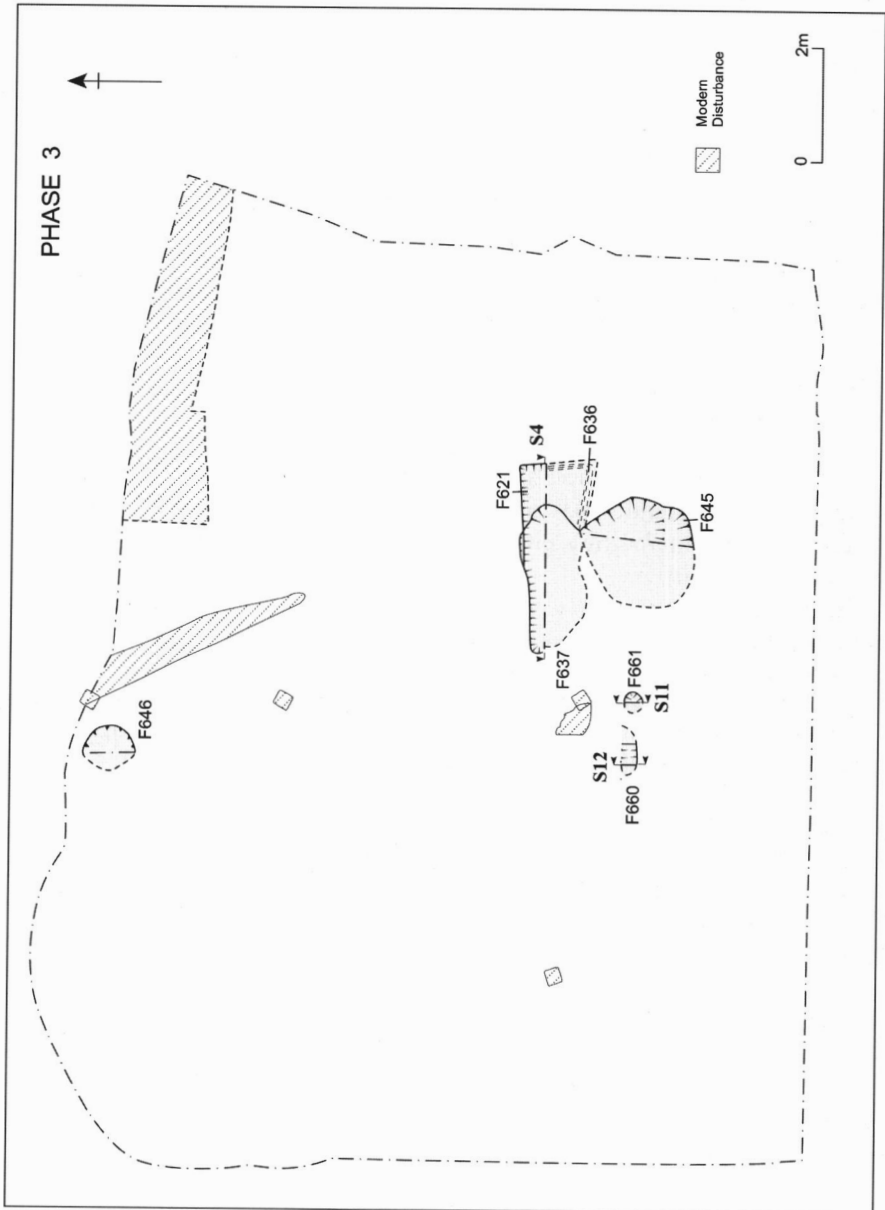 PHASE 3
F646
F621
S4
F636
F637
F645
F661
S11
S12
F660
Modern
Disturbance
0
2m